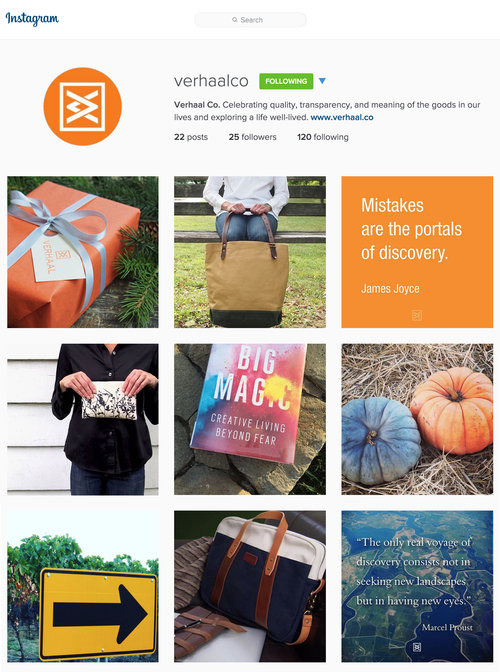 Instagram
Search
verhaalco
FOLLOWING
Verhaal Co. Celebrating quality, transparency, and meaning of the goods in our
lives and exploring a life well-lived. www.verhaal.co
22 posts 25 followers 120 following
VERHAAL
Mistakes
are the portals
of discovery.
James Joyce
BIG
MAGIC
CREATIVE LIVING
BEYOND FEAR
“The only real voyage of
discovery consists not in
seeking new landscapes
but in having new eyes.”
Marcel Proust